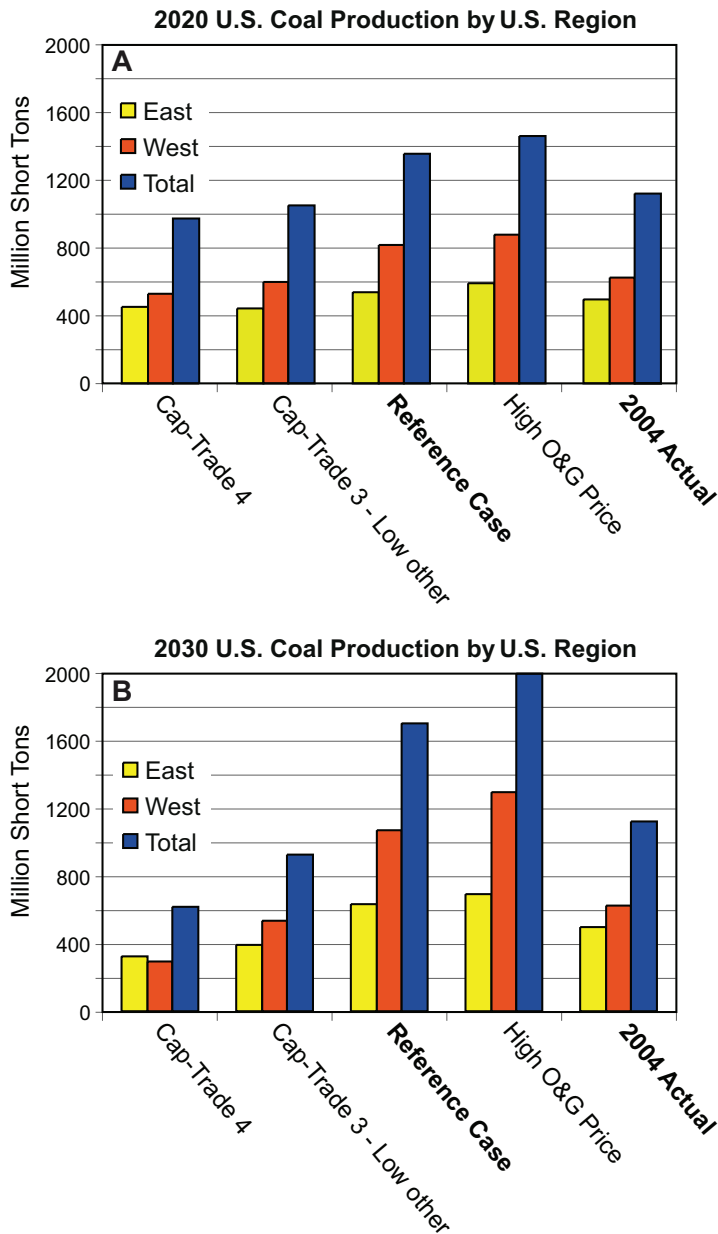 2020 U.S. Coal Production by U.S. Region
A
East
West
Total
Million Short Tons
2000
1600
1200
800
400
0
Cap-Trade 4
Cap-Trade 3 - Low other
Reference Case
High O&G Price
2004 Actual
2030 U.S. Coal Production by U.S. Region
B
East
West
Total
Million Short Tons
2000
1600
1200
800
400
0
Cap-Trade 4
Cap-Trade 3 - Low other
Reference Case
High O&G Price
2004 Actual